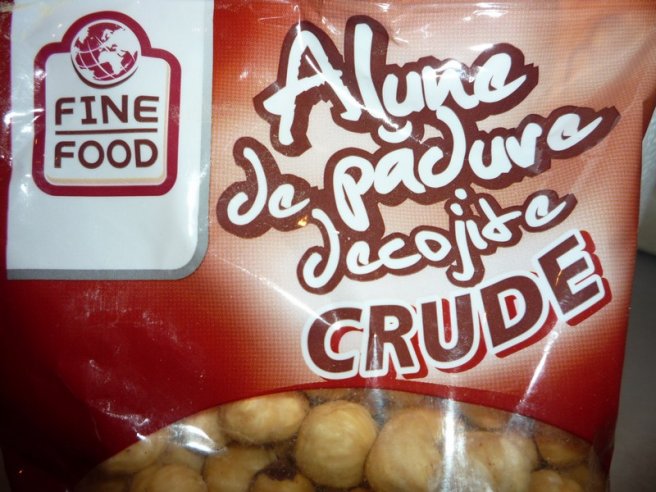 FINE
FOOD
Alune
de padure
decojite
CRUDE